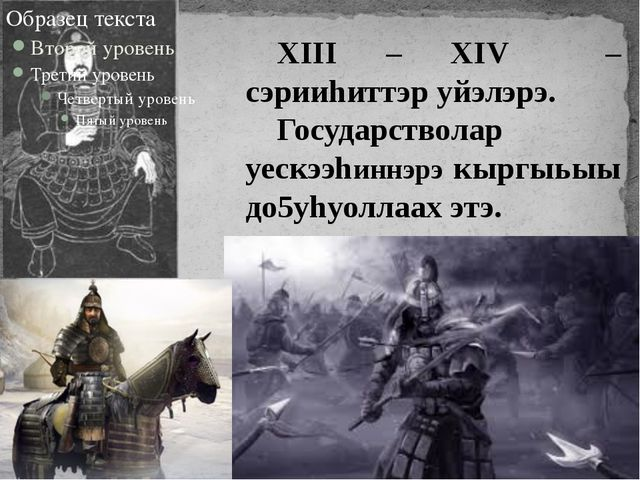 Образец текста
Второй уровень
Третий уровень
Четвертый уровень
Пятый уровень
XIII – XIV –
сэрииһиттэр уйэлэрэ.
Государстволар
уескээһиннэрэ кыргыьыы
до5уһуоллаах этэ.